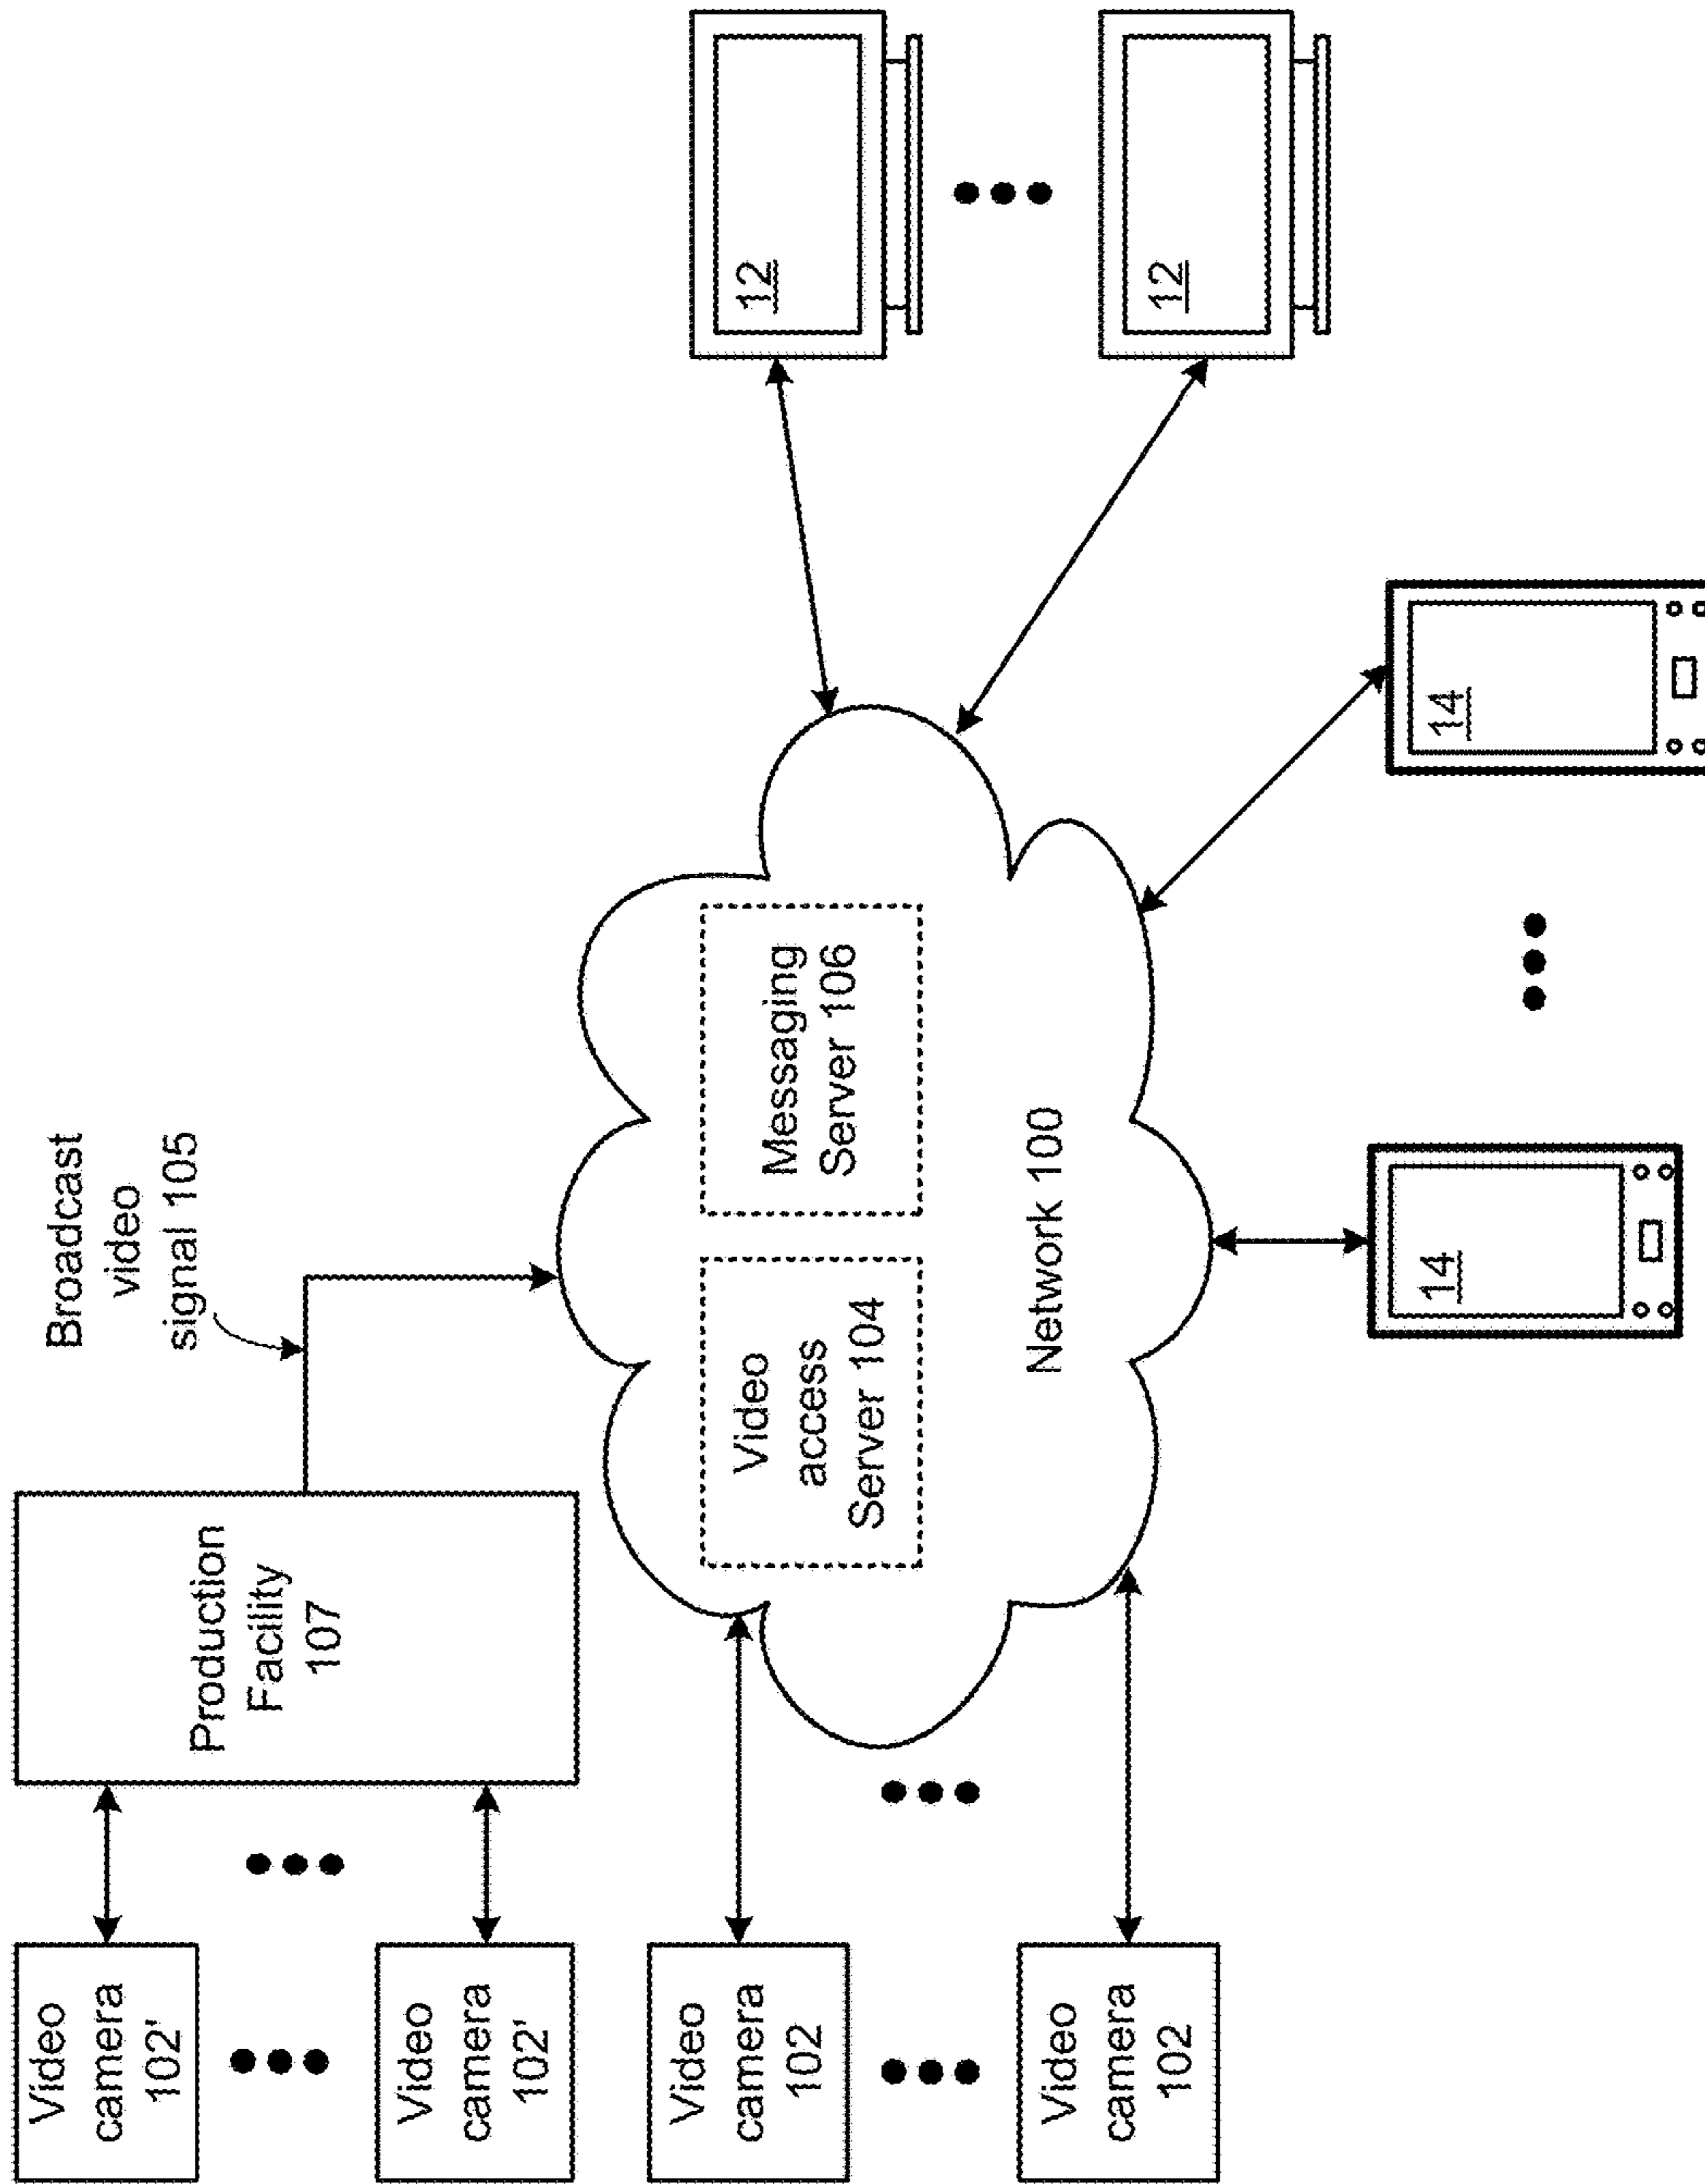 Video
camera
102'
Video
camera
102'
Video
camera
102
Video
camera
102
Production
Facility
107
Broadcast
video
signal 105
Video
access
Server 104
Messaging
Server 106
Network 100
12
12
14
14